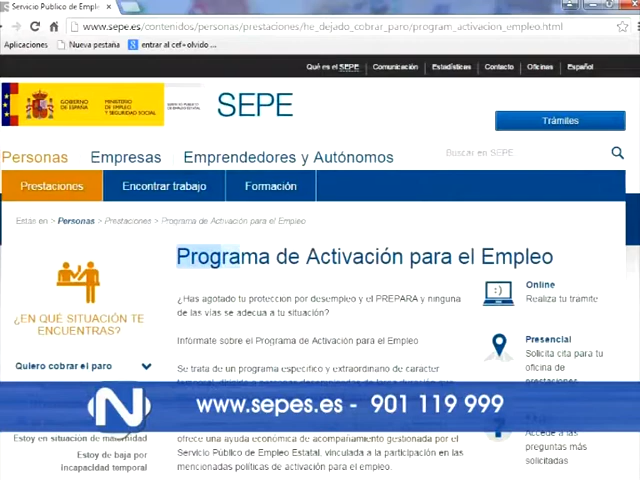 Servicio Publico de Emple
www.sepe.es/contenidos/personas/prestaciones/he_dejado_cobrar_paro/program_activacion_empleo.html
Aplicaciones Nueva pestaña entrar al cef+olvido ...
Qué es el SEPE Comunicación Estadísticas Contacto Oficinas Español
GOBIERNO DE ESPAÑA
MINISTERIO DE EMPLEO Y SEGURIDAD SOCIAL
SEPE
Trámites
Personas Empresas Emprendedores y Autónomos
Buscar en SEPE
Prestaciones Encontrar trabajo Formación
Estás en > Personas > Prestaciones > Programa de Activación para el Empleo
Programa de Activación para el Empleo
¿EN QUÉ SITUACIÓN TE
ENCUENTRAS?
Quiero cobrar el paro
¿Has agotado tu protección por desempleo y el PREPARA y ninguna
de las vías se adecua a tu situación?
Infórmate sobre el Programa de Activación para el Empleo
Se trata de un programa específico y extraordinario de carácter
Online
Realiza tu trámite
Presencial
Solicita cita para tu
oficina de
prestaciones
N www.sepes.es - 901 119 999
Estoy en situación de maternidad
Estoy de baja por
incapacidad temporal
ofrece una ayuda económica de acompañamiento gestionada por el
Servicio Público de Empleo Estatal, vinculada a la participación en las
mencionadas políticas de activación para el empleo.
Accede a las
preguntas más
solicitadas